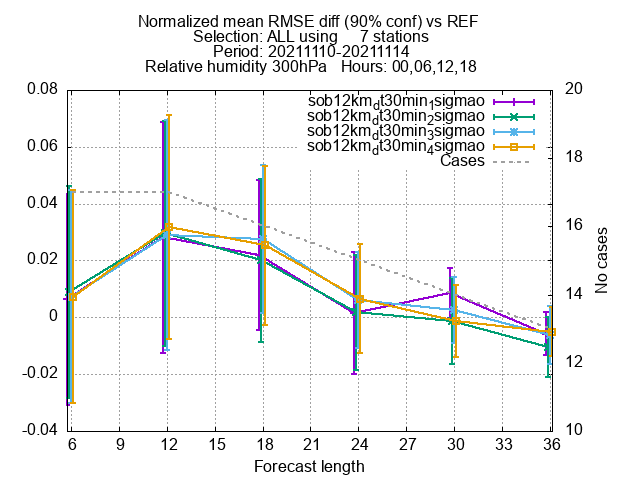 Normalized mean RMSE diff (90% conf) vs REF
Selection: ALL using 7 stations
Period: 20211110-20211114
Relative humidity 300hPa Hours: 00,06,12,18
sob12km_dt30min_1sigmao
sob12km_dt30min_2sigmao
sob12km_dt30min_3sigmao
sob12km_dt30min_4sigmao
Cases
0.08
0.06
0.04
0.02
0
-0.02
-0.04
20
18
16
14
12
10
No cases
6 9 12 15 18 21 24 27 30 33 36
Forecast length